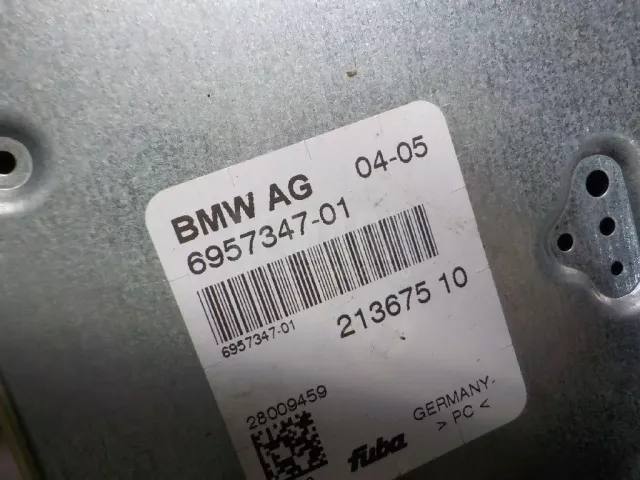 BMW AG 04-05
6957347-01
6957347-01
213675 10
28009459
GERMANY-
> PC <
fuba